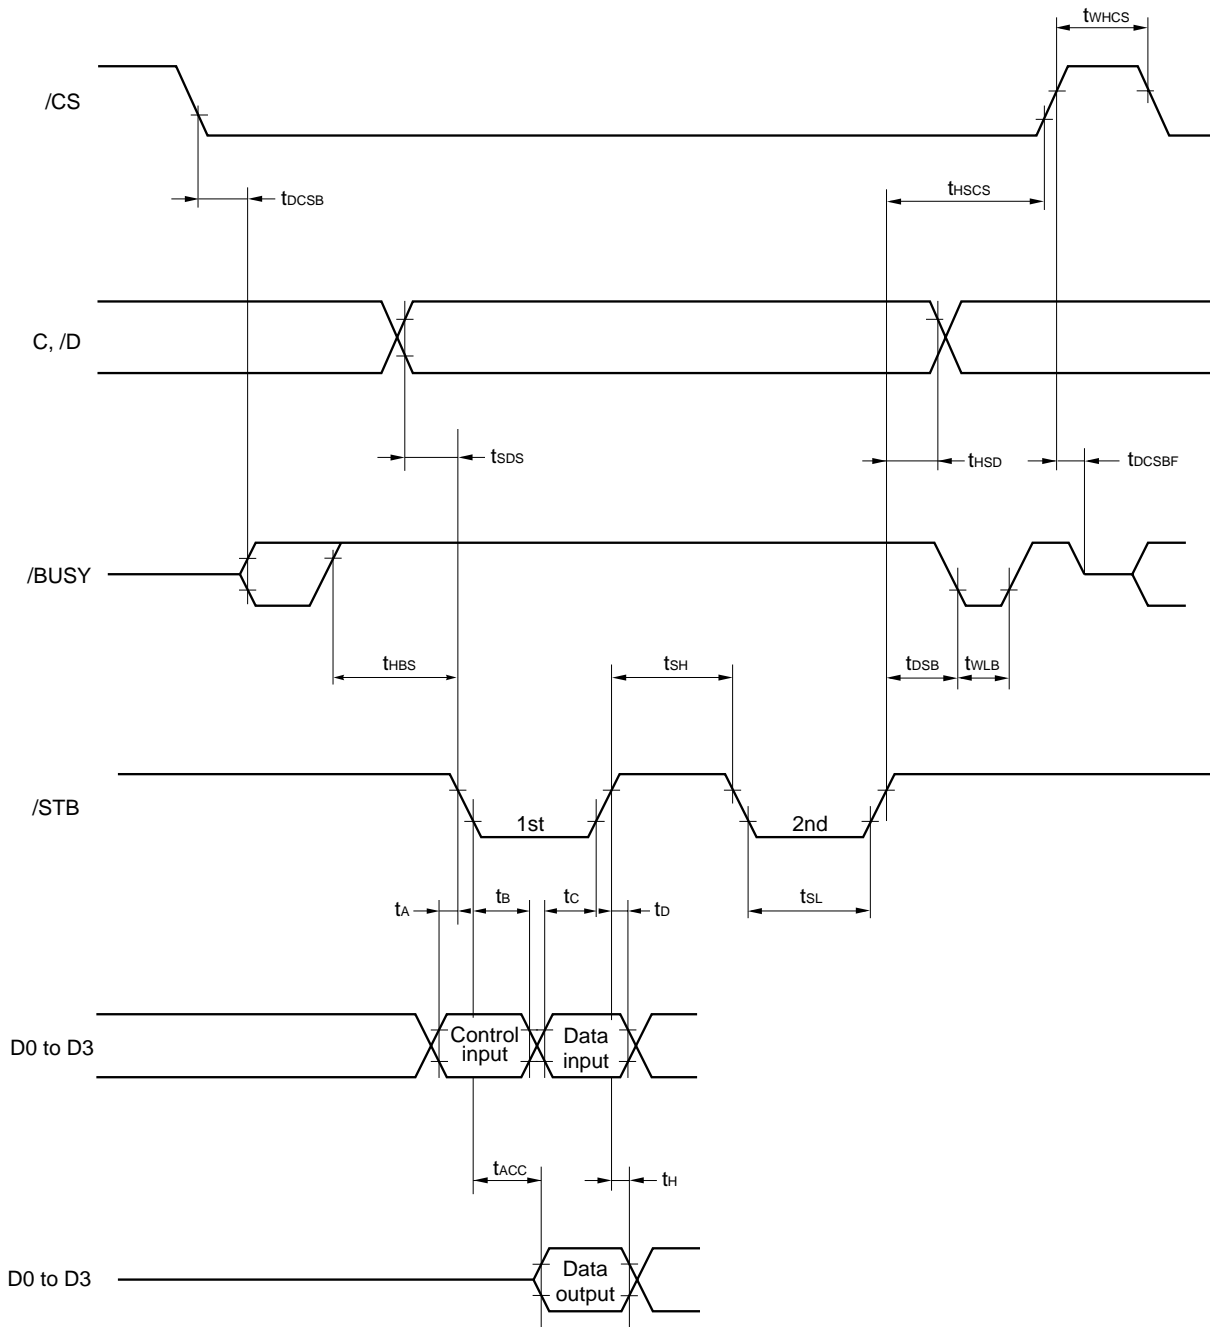 tWHCS
/CS
tDCSB
tHSCS
C, /D
tSDS
tHSD
tDCSBF
/BUSY
tHBS
tSH
tDSB
tWLB
/STB
1st
2nd
tA
tB
tC
tD
tSL
D0 to D3
Control
input
Data
input
tACC
tH
D0 to D3
Data
output